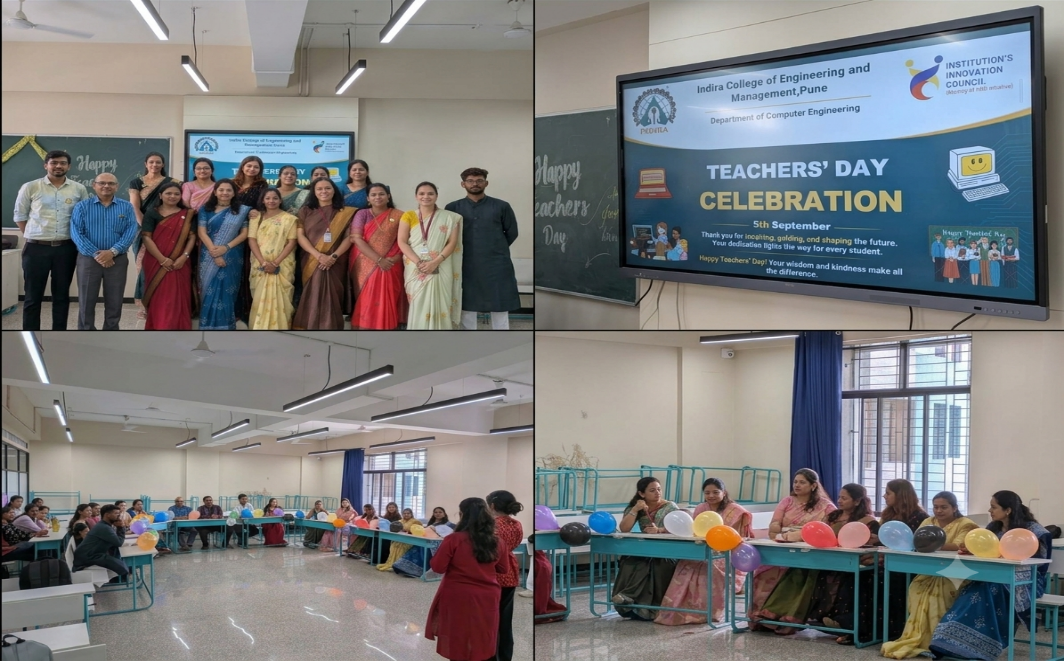 Happy
CELEBRATION
Indira College of Engineering and
Management,Pune
Department of Computer Engineering
INSTITUTION'S
INNOVATION
COUNCIL
TEACHERS' DAY
CELEBRATION
5th September
Thank you for inspiring, guiding, and shaping the future.
Your dedication lights the way for every student.
Happy Teachers' Day! Your wisdom and kindness make all
the difference.
Happy
Teachers
Day